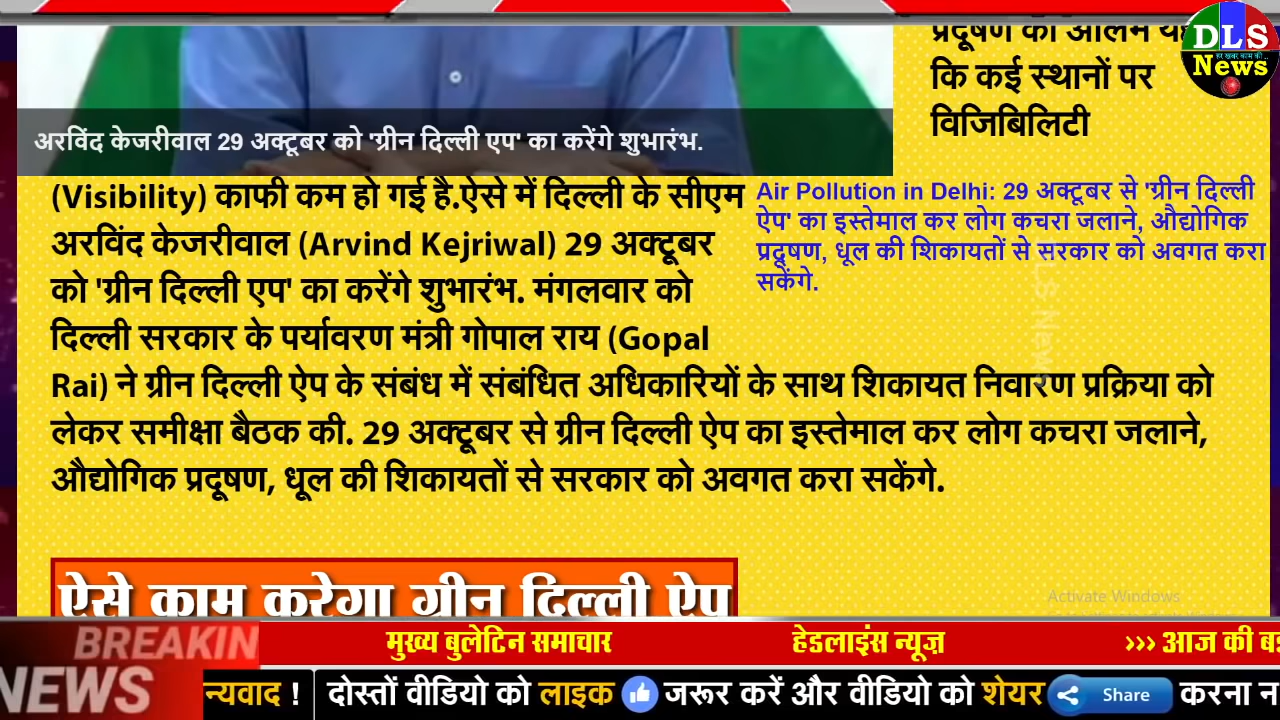 प्रदूषण का आलम
कि कई स्थानों पर
विजिबिलिटी
DLS
News
अरविंद केजरीवाल 29 अक्टूबर को 'ग्रीन दिल्ली एप' का करेंगे शुभारंभ.
(Visibility) काफी कम हो गई है.ऐसे में दिल्ली के सीएम
अरविंद केजरीवाल (Arvind Kejriwal) 29 अक्टूबर
को 'ग्रीन दिल्ली एप' का करेंगे शुभारंभ. मंगलवार को
दिल्ली सरकार के पर्यावरण मंत्री गोपाल राय (Gopal
Rai) ने ग्रीन दिल्ली ऐप के संबंध में संबंधित अधिकारियों के साथ शिकायत निवारण प्रक्रिया को
लेकर समीक्षा बैठक की. 29 अक्टूबर से ग्रीन दिल्ली ऐप का इस्तेमाल कर लोग कचरा जलाने,
औद्योगिक प्रदूषण, धूल की शिकायतों से सरकार को अवगत करा सकेंगे.
Air Pollution in Delhi: 29 अक्टूबर से 'ग्रीन दिल्ली
ऐप' का इस्तेमाल कर लोग कचरा जलाने, औद्योगिक
प्रदूषण, धूल की शिकायतों से सरकार को अवगत करा
सकेंगे.
ऐसे काम करेगा ग्रीन दिल्ली ऐप
Activate Windows
BREAKIN
NEWS
मुख्य बुलेटिन समाचार हेडलाइंस न्यूज़ ››› आज की
न्यवाद ! दोस्तों वीडियो को लाइक जरूर करें और वीडियो को शेयर Share करना